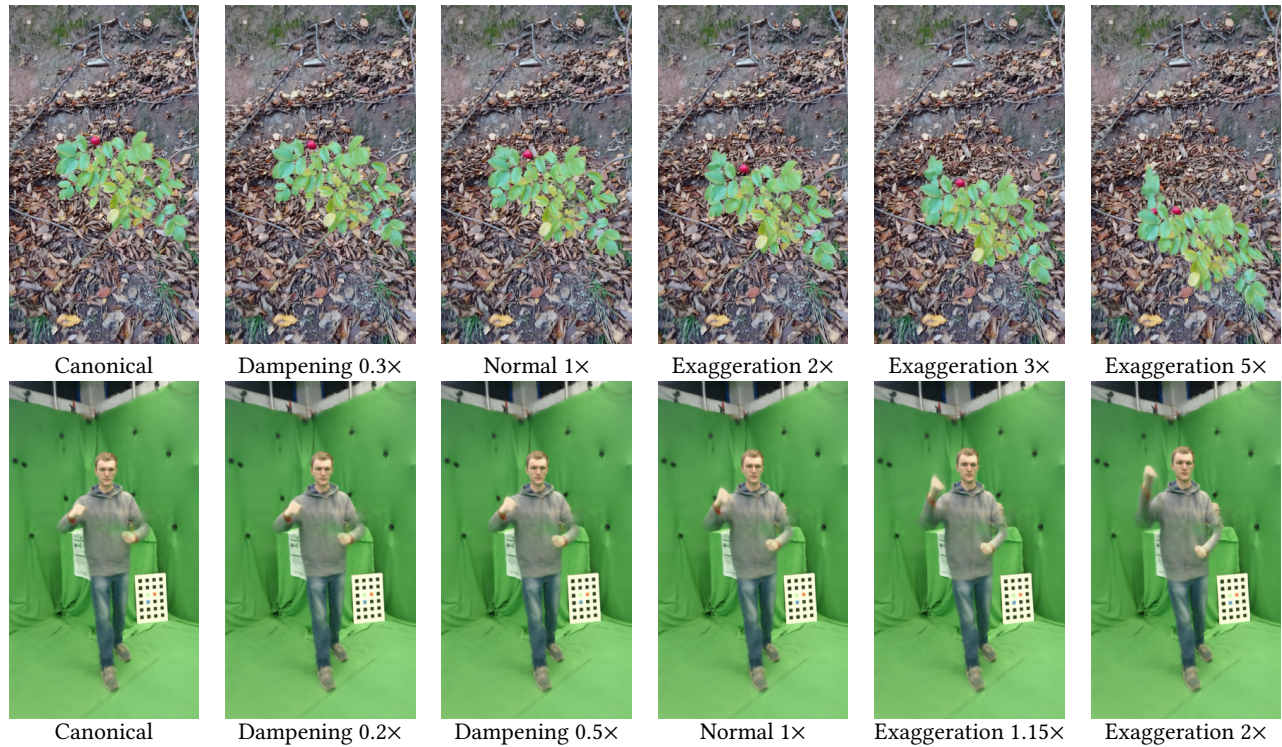 Canonical Dampening 0.3× Normal 1× Exaggeration 2× Exaggeration 3× Exaggeration 5×
Canonical Dampening 0.2× Dampening 0.5× Normal 1× Exaggeration 1.15× Exaggeration 2×